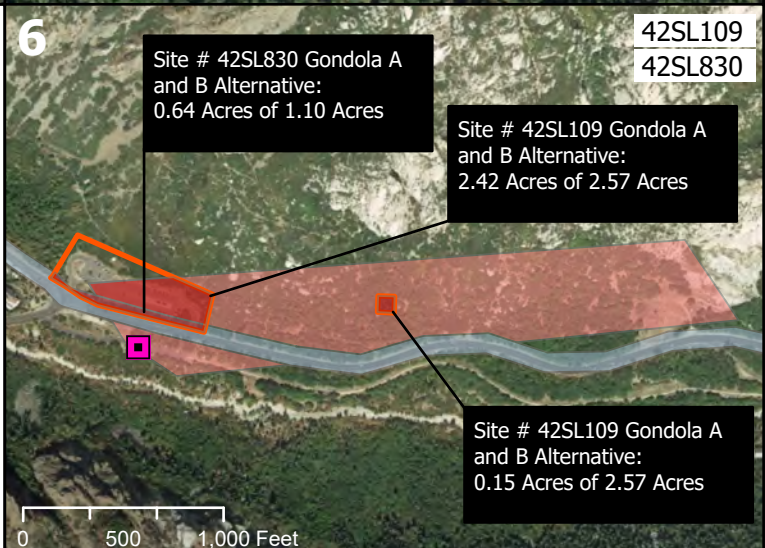 6
42SL109
42SL830
Site # 42SL830 Gondola A
and B Alternative:
0.64 Acres of 1.10 Acres
Site # 42SL109 Gondola A
and B Alternative:
2.42 Acres of 2.57 Acres
Site # 42SL109 Gondola A
and B Alternative:
0.15 Acres of 2.57 Acres
0 500 1,000 Feet